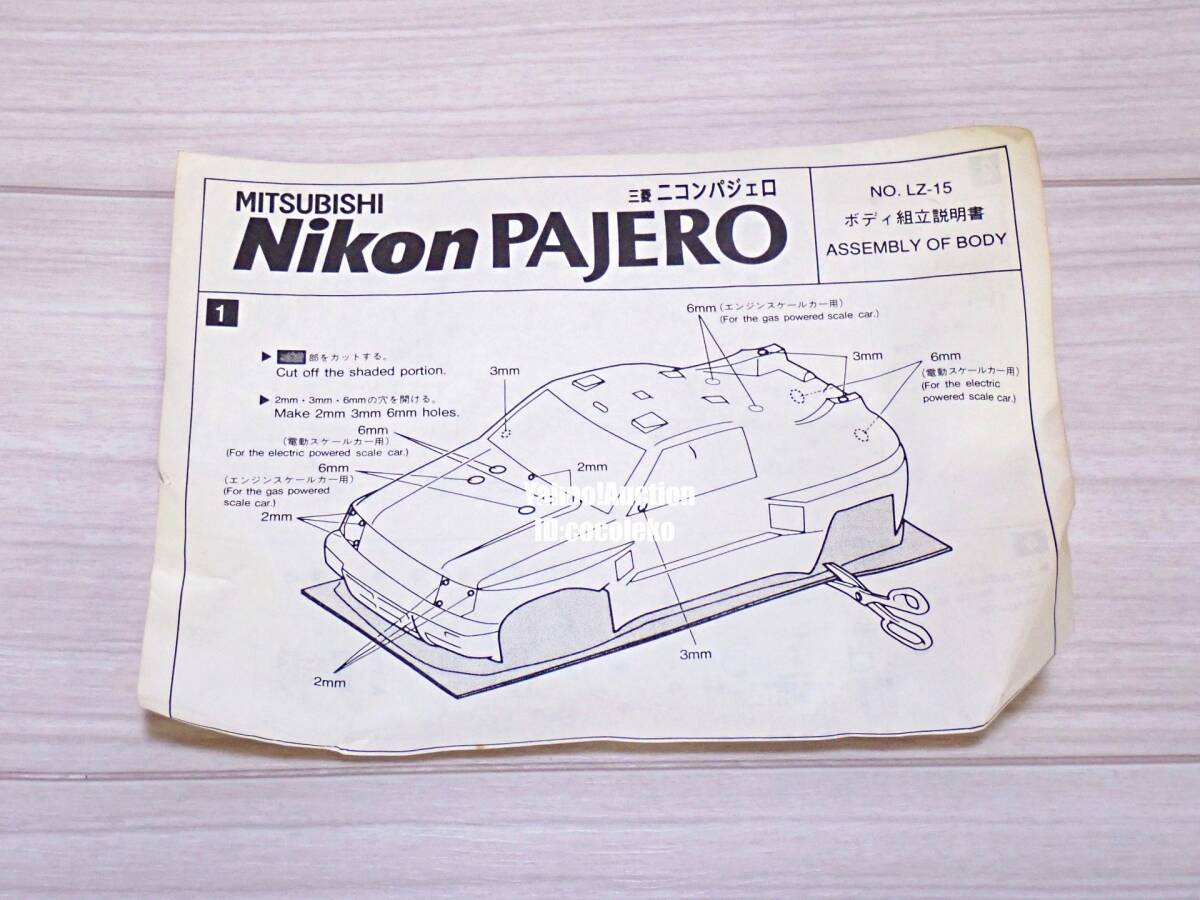 MITSUBISHI
三菱 ニコンパジェロ
Nikon PAJERO
NO. LZ-15
ボディ組立説明書
ASSEMBLY OF BODY
1
部をカットする。
Cut off the shaded portion.
2mm・3mm・6mmの穴を開ける。
Make 2mm 3mm 6mm holes.
6mm (エンジンスケールカー用)
(For the gas powered scale car.)
3mm
3mm
6mm
(電動スケールカー用)
(For the electric
powered scale car.)
6mm
(電動スケールカー用)
(For the electric powered scale car.)
6mm
(エンジンスケールカー用)
(For the gas powered
scale car.)
2mm
2mm
Yahoo!Auction
ID:cocoleko
3mm
2mm